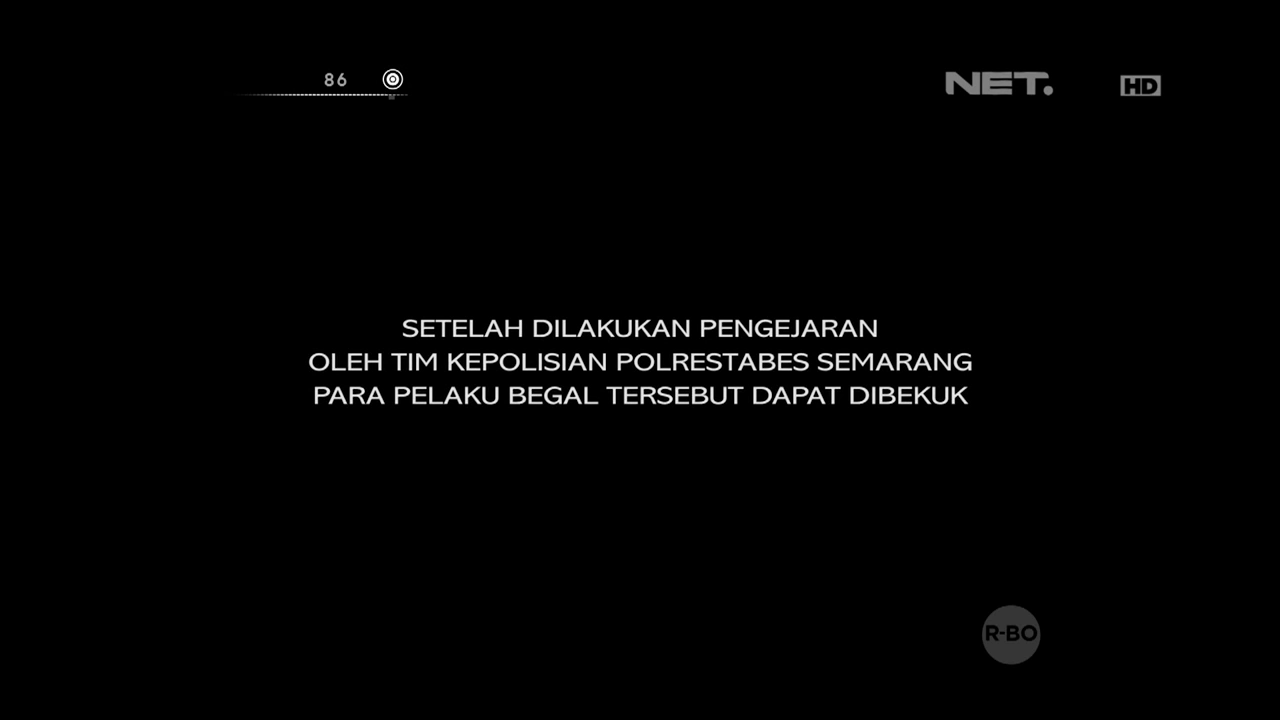 86
NET.
HD
SETELAH DILAKUKAN PENGEJARAN
OLEH TIM KEPOLISIAN POLRESTABES SEMARANG
PARA PELAKU BEGAL TERSEBUT DAPAT DIBEKUK
R-BO